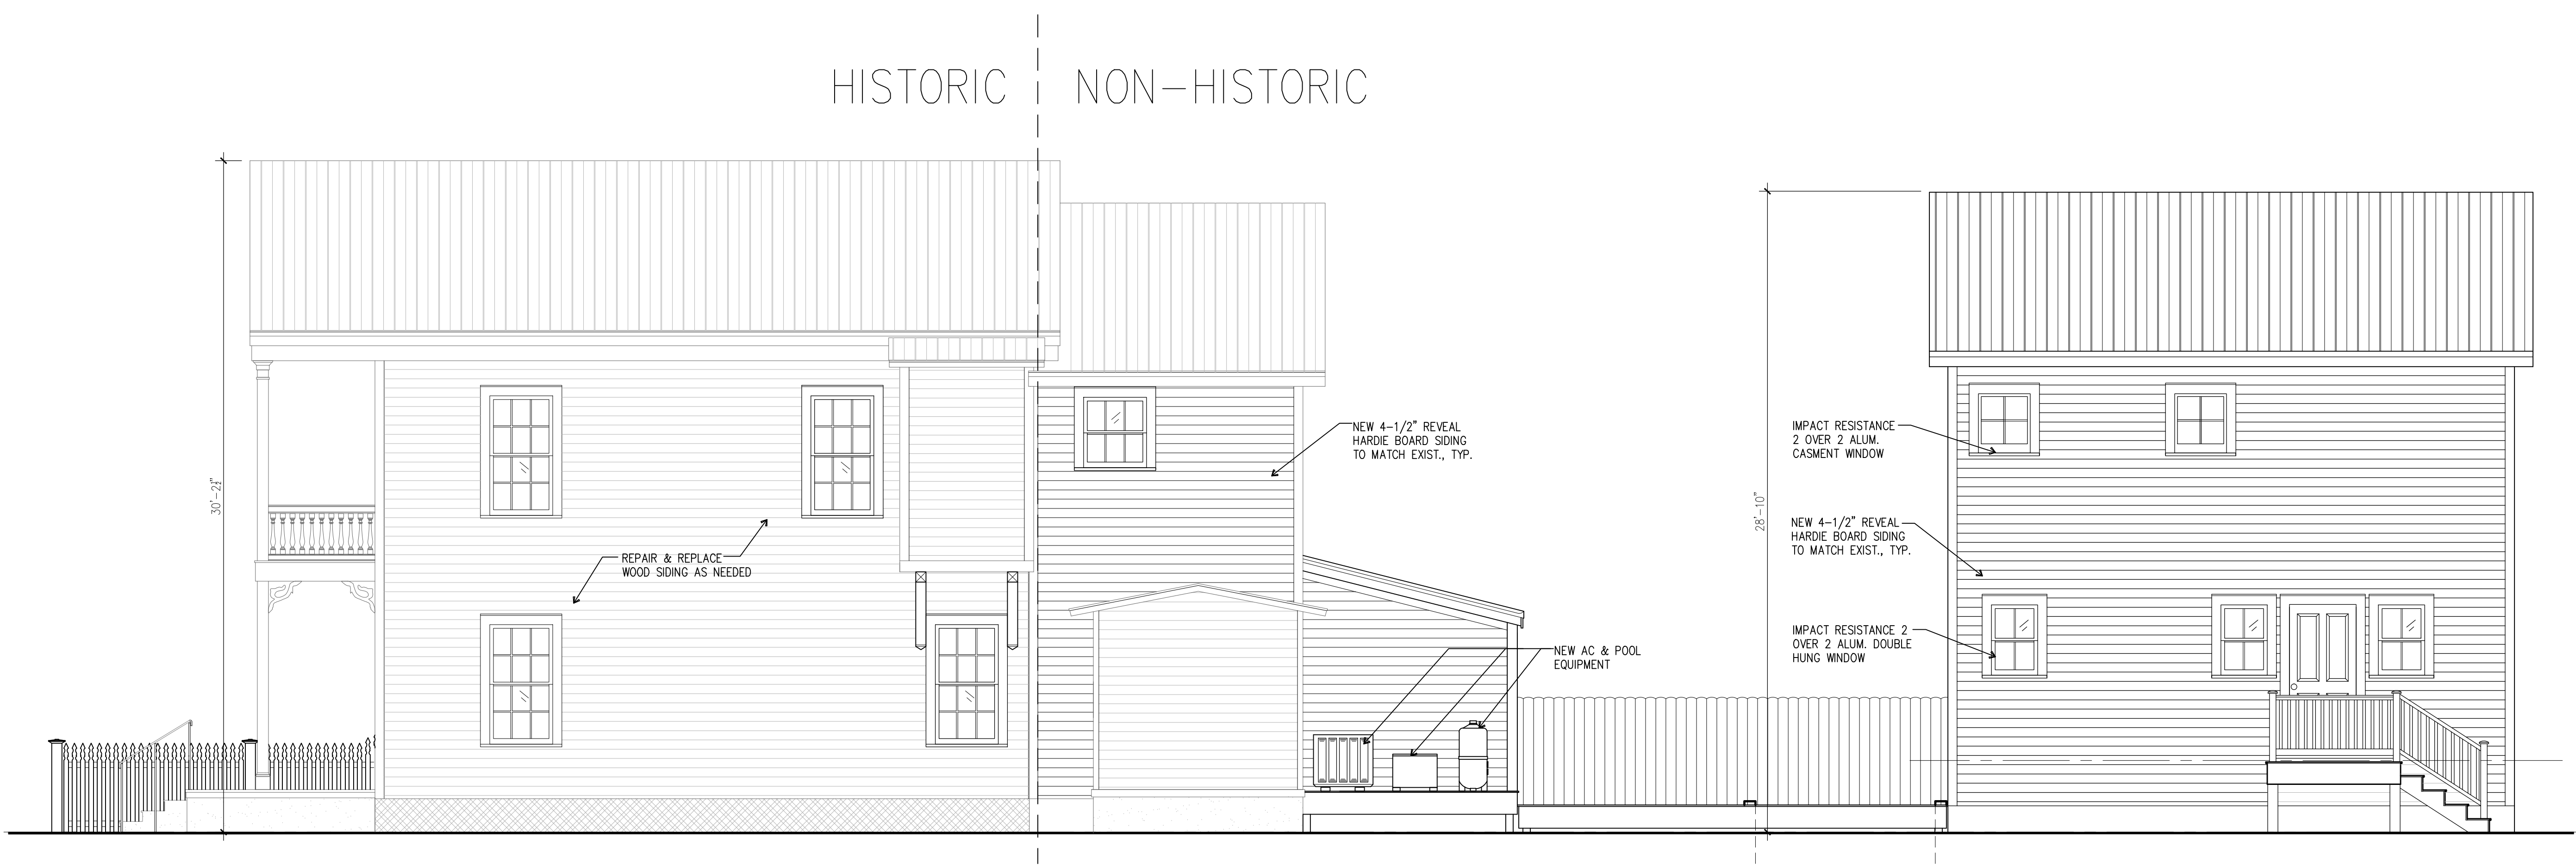 HISTORIC
NON-HISTORIC
30'-2¾"
REPAIR & REPLACE
WOOD SIDING AS NEEDED
NEW 4-1/2" REVEAL
HARDIE BOARD SIDING
TO MATCH EXIST., TYP.
NEW AC & POOL
EQUIPMENT
28'-10"
IMPACT RESISTANCE
2 OVER 2 ALUM.
CASMENT WINDOW
NEW 4-1/2" REVEAL
HARDIE BOARD SIDING
TO MATCH EXIST., TYP.
IMPACT RESISTANCE 2
OVER 2 ALUM. DOUBLE
HUNG WINDOW